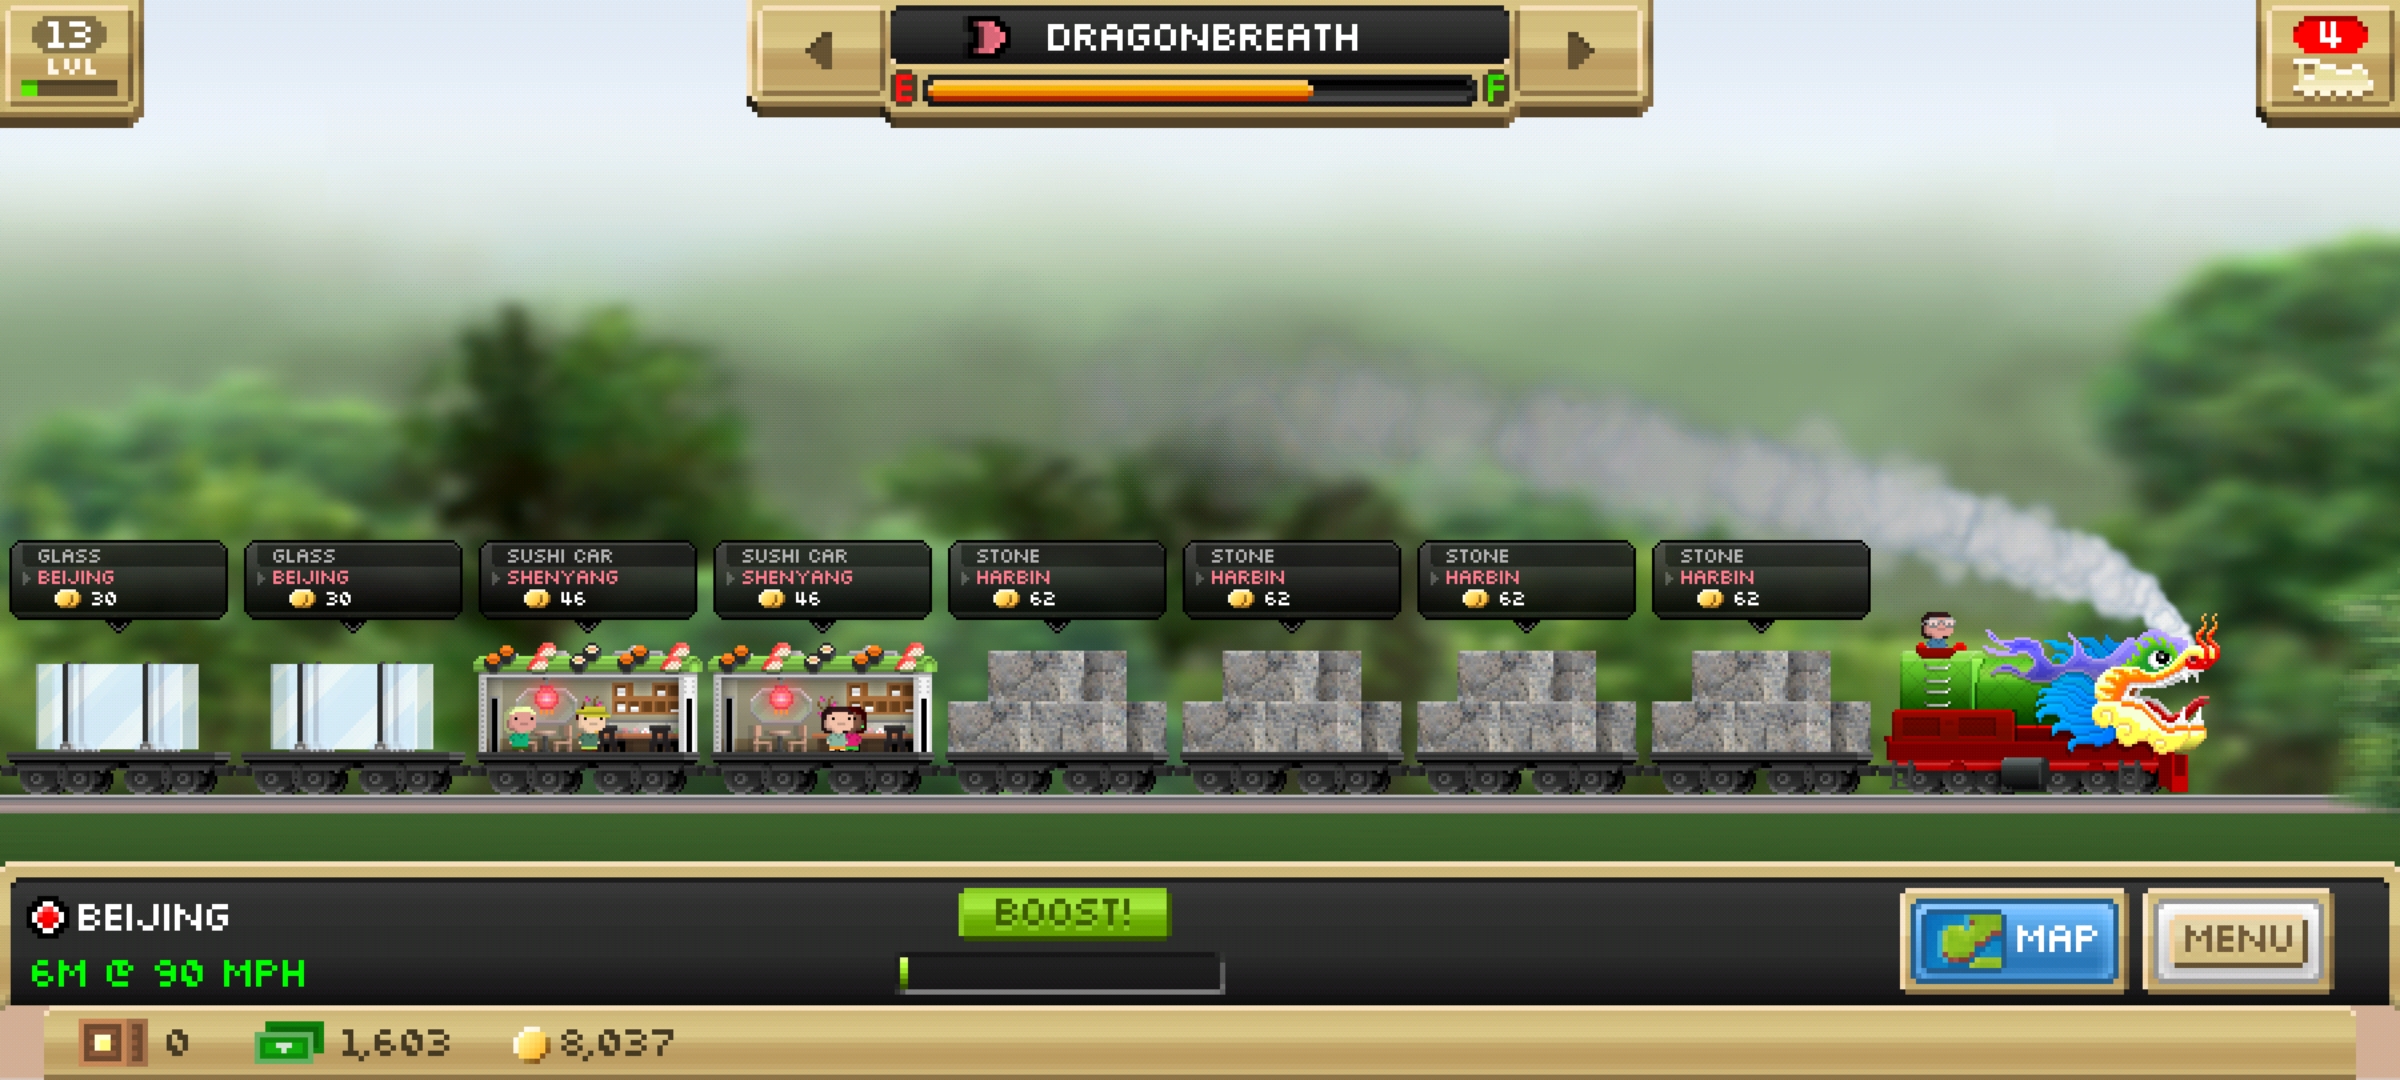 13
LVL
DRAGONBREATH
E F
4
GLASS
BEIJING
30
GLASS
BEIJING
30
SUSHI CAR
SHENYANG
46
SUSHI CAR
SHENYANG
46
STONE
HARBIN
62
STONE
HARBIN
62
STONE
HARBIN
62
STONE
HARBIN
62
BEIJING
6M @ 90 MPH
BOOST!
MAP
MENU
0 1,603 8,037